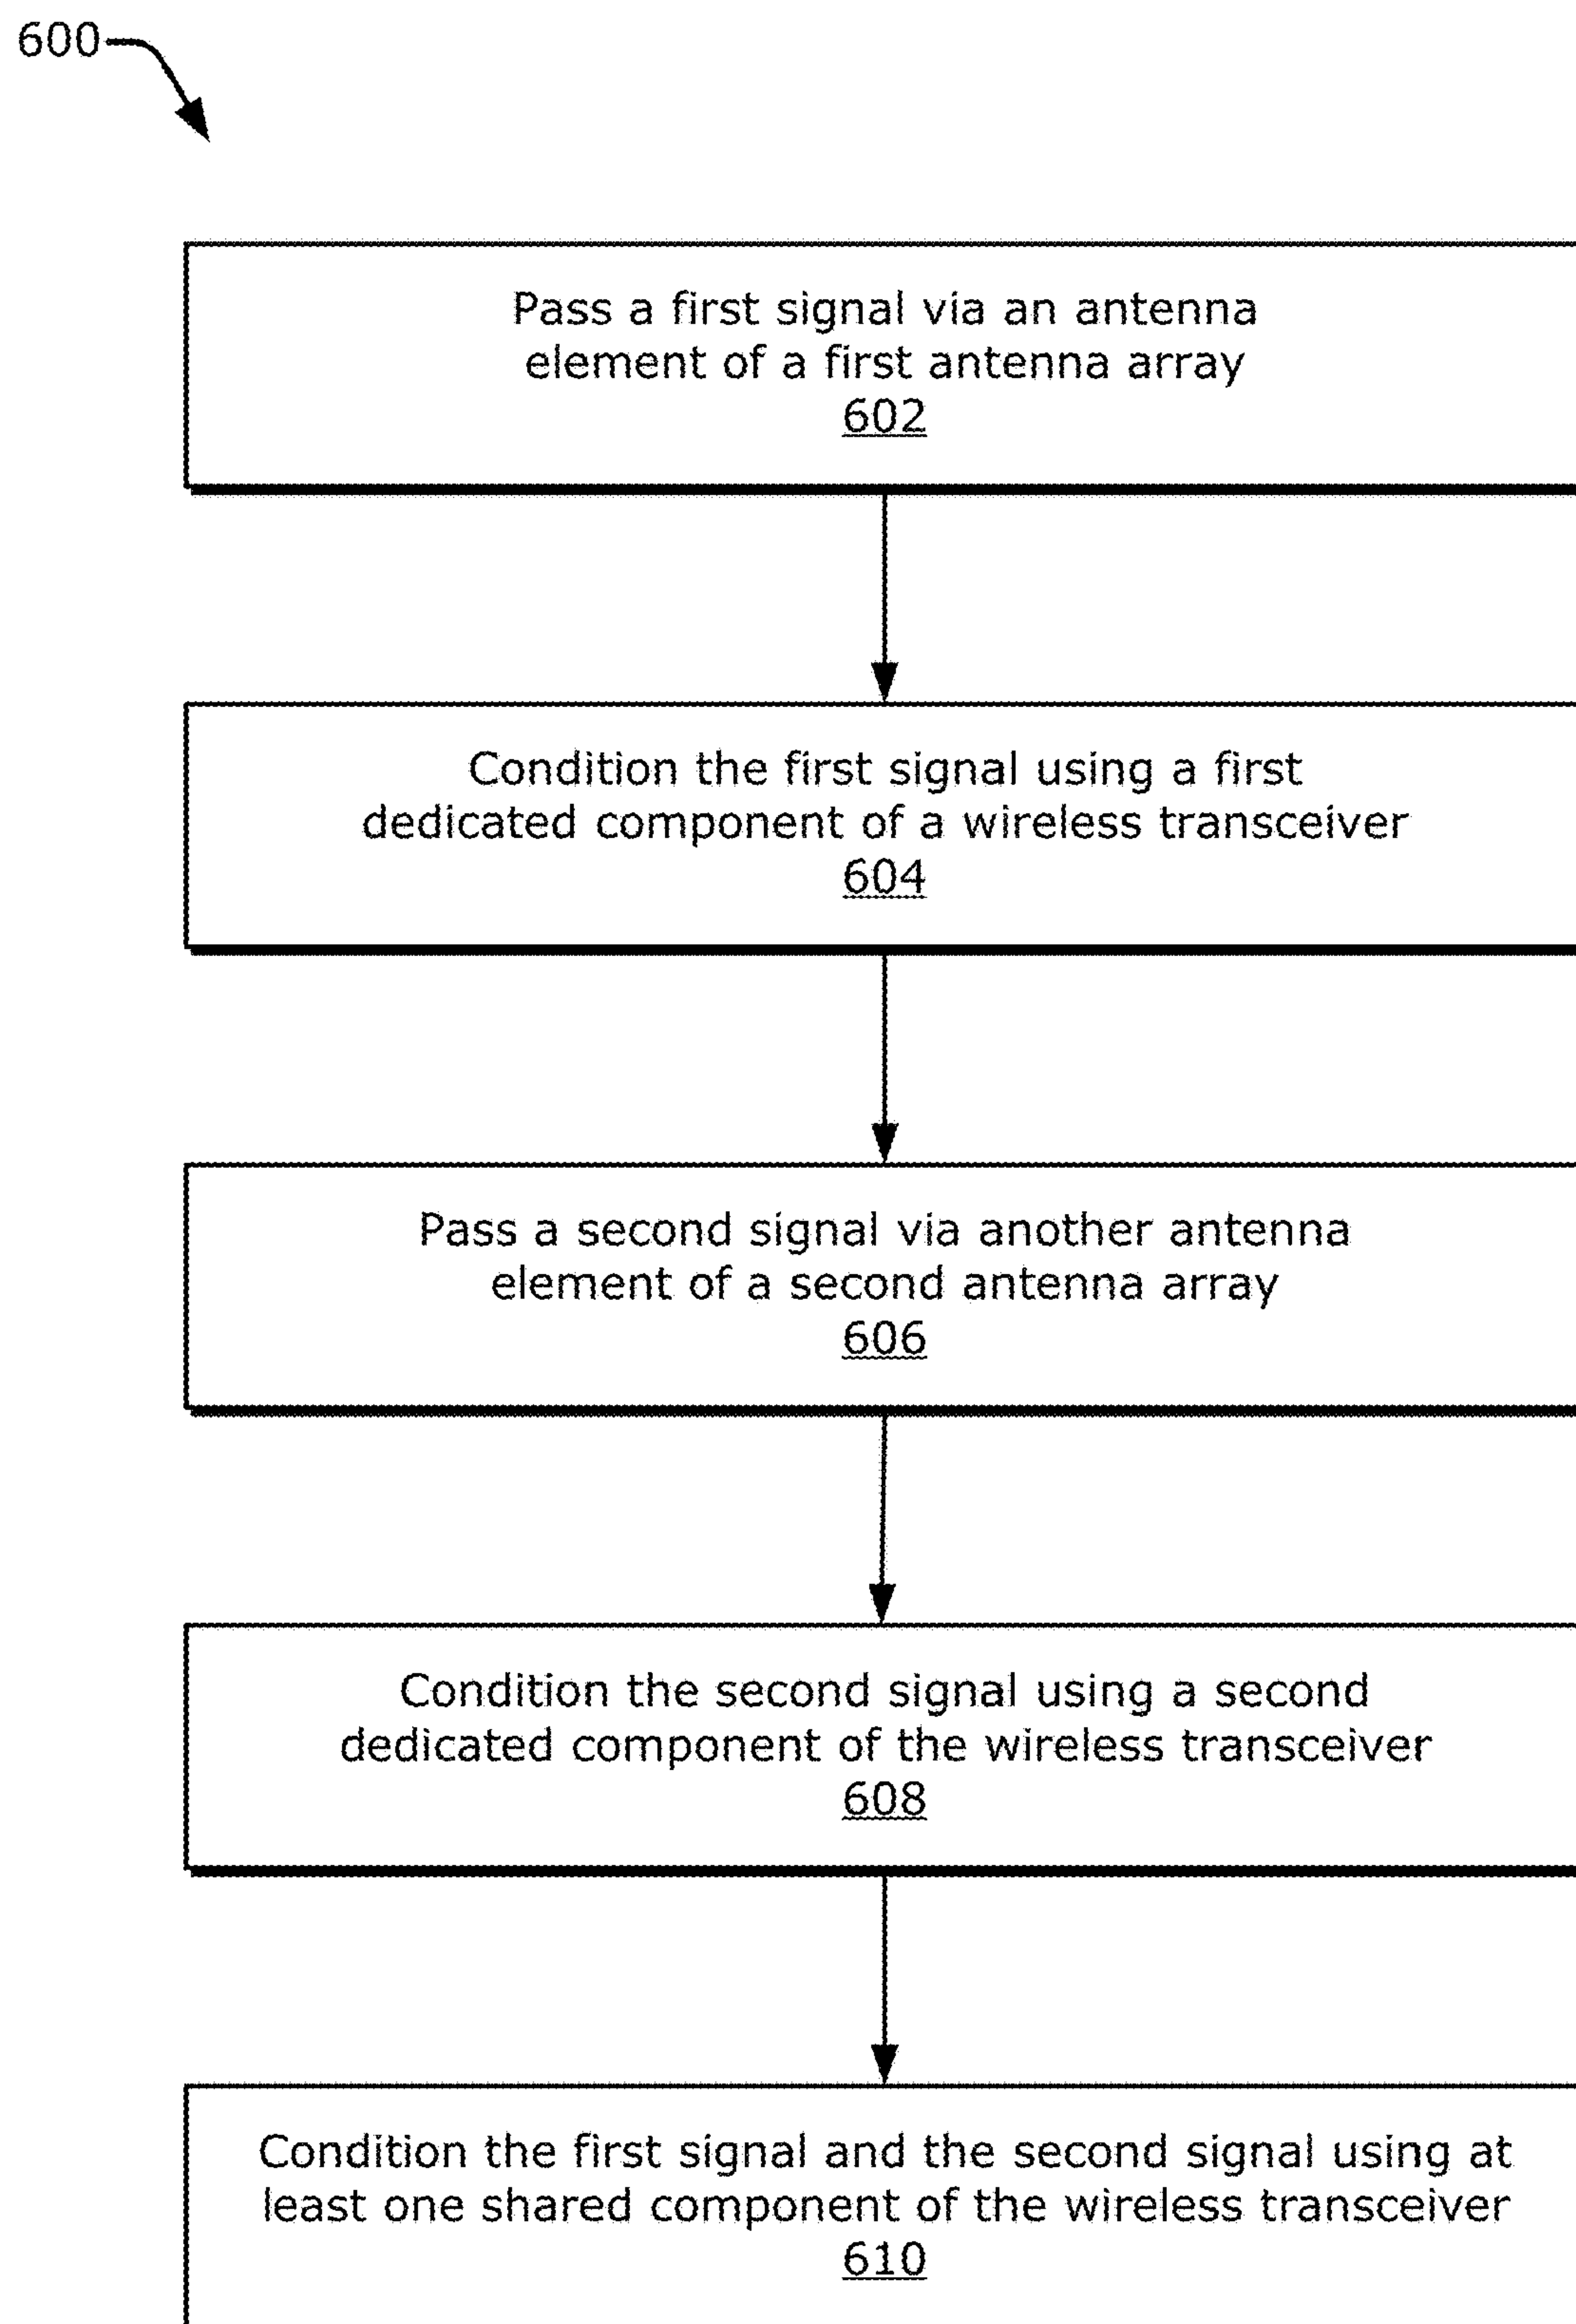 600
Pass a first signal via an antenna
element of a first antenna array
602
Condition the first signal using a first
dedicated component of a wireless transceiver
604
Pass a second signal via another antenna
element of a second antenna array
606
Condition the second signal using a second
dedicated component of the wireless transceiver
608
Condition the first signal and the second signal using at
least one shared component of the wireless transceiver
610